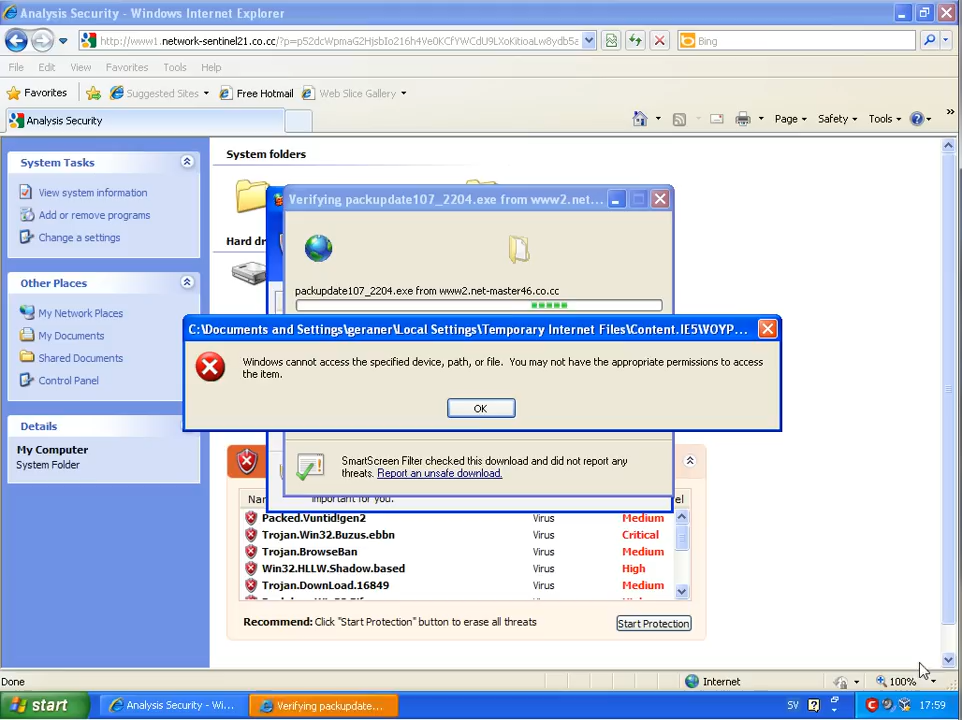 Analysis Security - Windows Internet Explorer
http://www1.network-sentinel21.co.cc/?p=
Bing
File Edit View Favorites Tools Help
Favorites Suggested Sites Free Hotmail Web Slice Gallery
Analysis Security
Page Safety Tools
System Tasks
View system information
Add or remove programs
Change a settings
Other Places
My Network Places
My Documents
Shared Documents
Control Panel
Details
My Computer
System Folder
System folders
Hard dr
Verifying packupdate107_2204.exe from www2.net-...
packupdate107_2204.exe from www2.net-master46.co.cc
C:\Documents and Settings\geraner\Local Settings\Temporary Internet Files\Content.IE5WOYP...
Windows cannot access the specified device, path, or file. You may not have the appropriate permissions to access
the item.
OK
SmartScreen Filter checked this download and did not report any
threats. Report an unsafe download.
important for you.
Packed.Vuntid!gen2 Virus Medium
Trojan.Win32.Buzus.ebbn Virus Critical
Trojan.BrowseBan Virus Medium
Win32.HLLW.Shadow.based Virus High
Trojan.DownLoad.16849 Virus Medium
Recommend: Click "Start Protection" button to erase all threats
Start Protection
Done
Internet
100%
start
Analysis Security - Wi...
Verifying packupdate...
SV
17:59